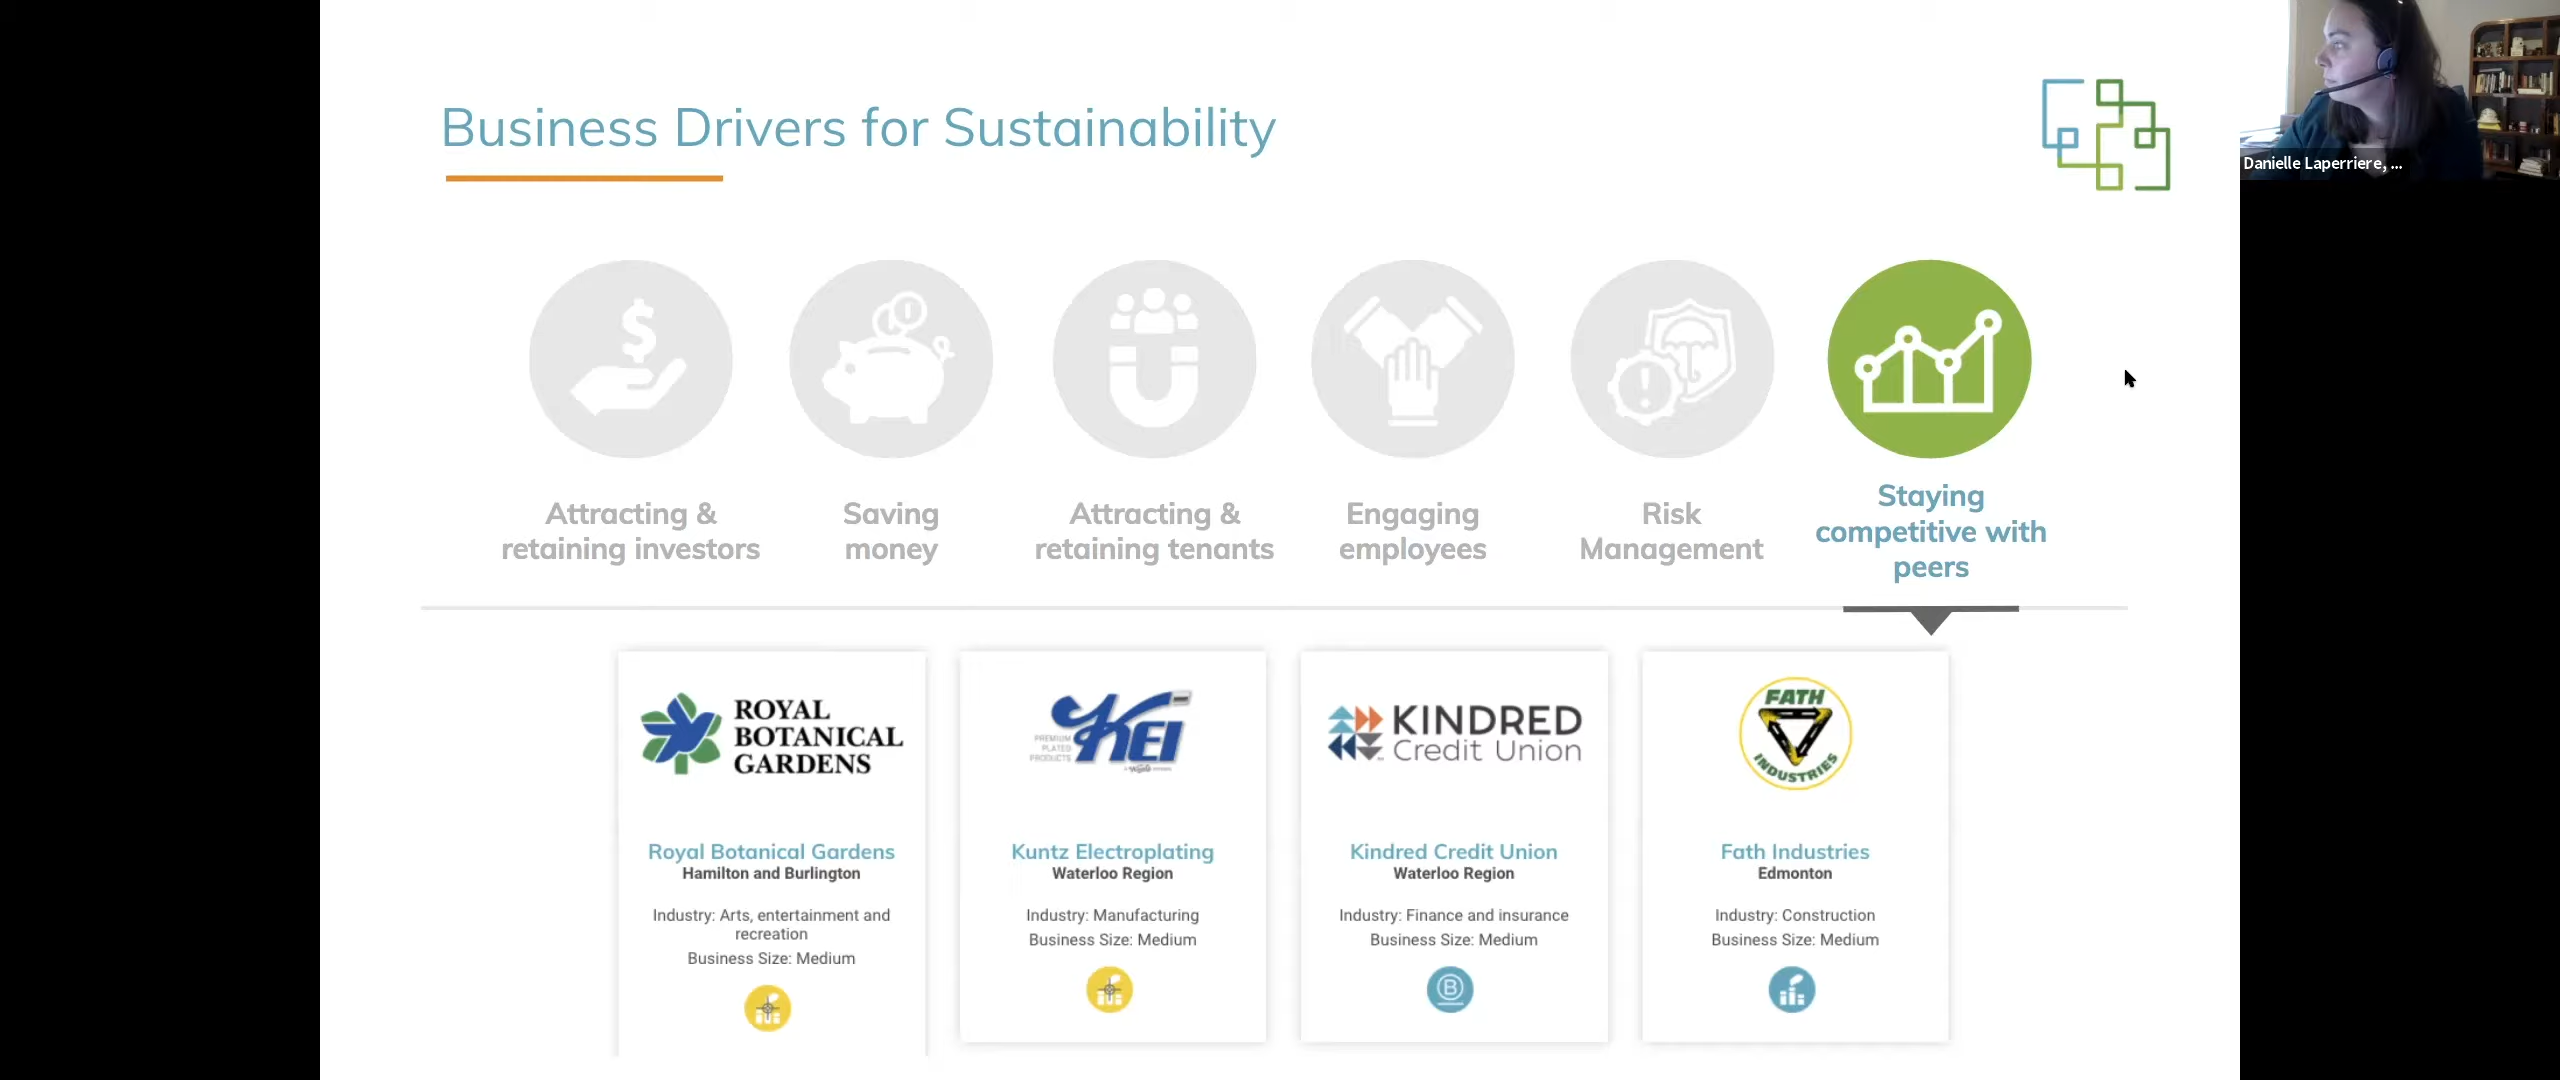 Business Drivers for Sustainability
Danielle Laperriere, ...
Attracting &
retaining investors
Saving
money
Attracting &
retaining tenants
Engaging
employees
Risk
Management
Staying
competitive with
peers
ROYAL
BOTANICAL
GARDENS
Royal Botanical Gardens
Hamilton and Burlington
Industry: Arts, entertainment and
recreation
Business Size: Medium
KEI
PREMIUM
PLATED
PRODUCTS
Kuntz Electroplating
Waterloo Region
Industry: Manufacturing
Business Size: Medium
KINDRED
Credit Union
Kindred Credit Union
Waterloo Region
Industry: Finance and insurance
Business Size: Medium
B
FATH
INDUSTRIES
Fath Industries
Edmonton
Industry: Construction
Business Size: Medium